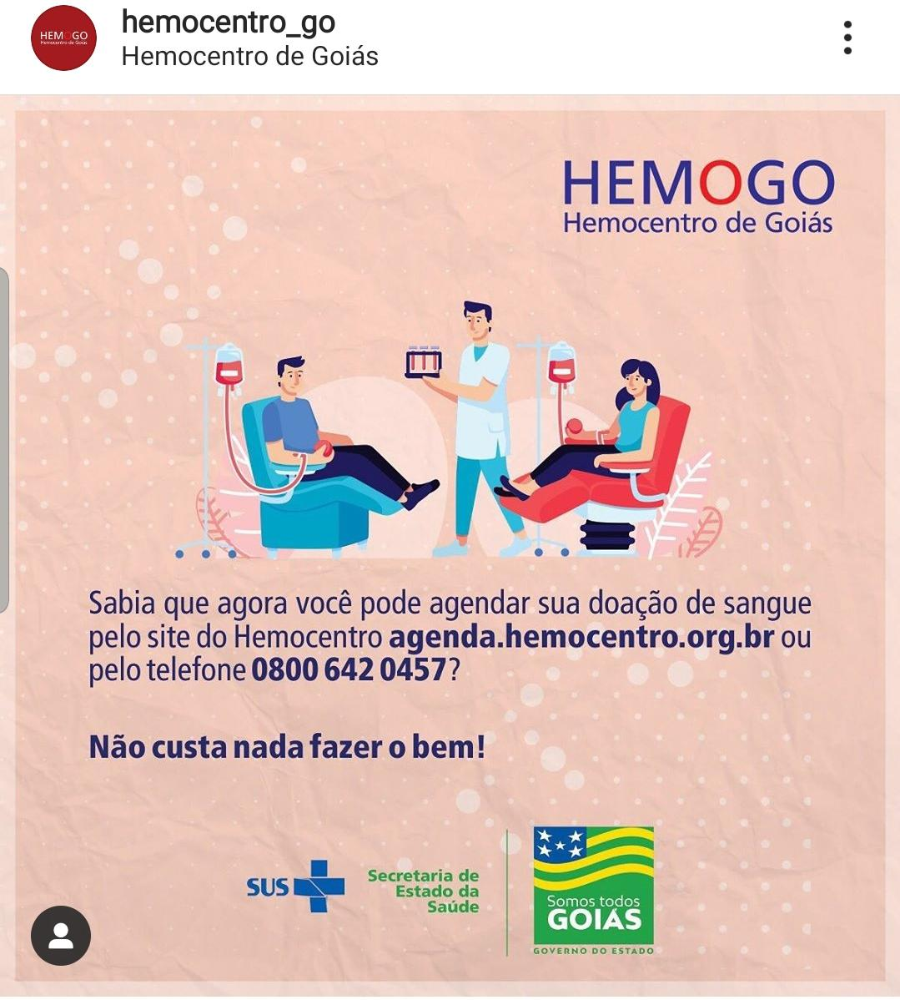 HEMOGO
Hemocentro de Goiás
hemocentro_go
Hemocentro de Goiás
HEMOGO
Hemocentro de Goiás
Sabia que agora você pode agendar sua doação de sangue
pelo site do Hemocentro agenda.hemocentro.org.br ou
pelo telefone 0800 642 0457?
Não custa nada fazer o bem!
SUS
Secretaria de
Estado da
Saúde
Somos todos
GOIÁS
GOVERNO DO ESTADO